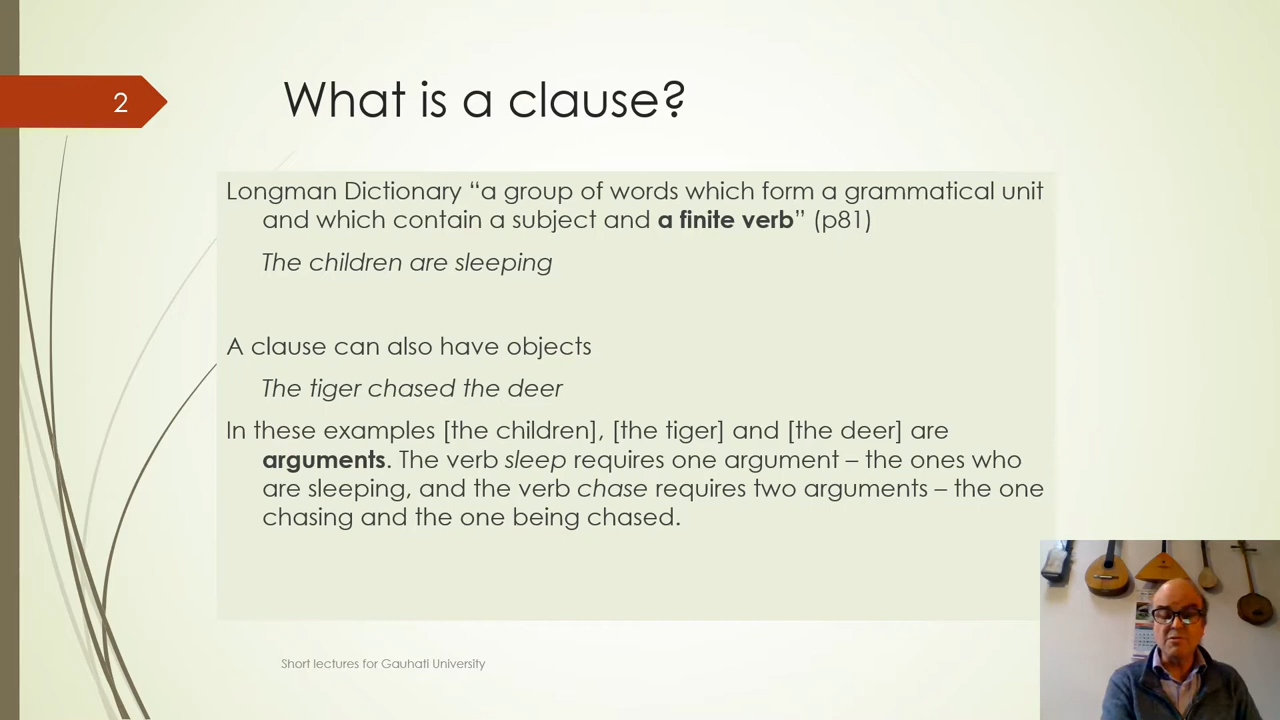 2
What is a clause?
Longman Dictionary “a group of words which form a grammatical unit
and which contain a subject and a finite verb” (p81)
The children are sleeping
A clause can also have objects
The tiger chased the deer
In these examples [the children], [the tiger] and [the deer] are
arguments. The verb sleep requires one argument – the ones who
are sleeping, and the verb chase requires two arguments – the one
chasing and the one being chased.
Short lectures for Gauhati University